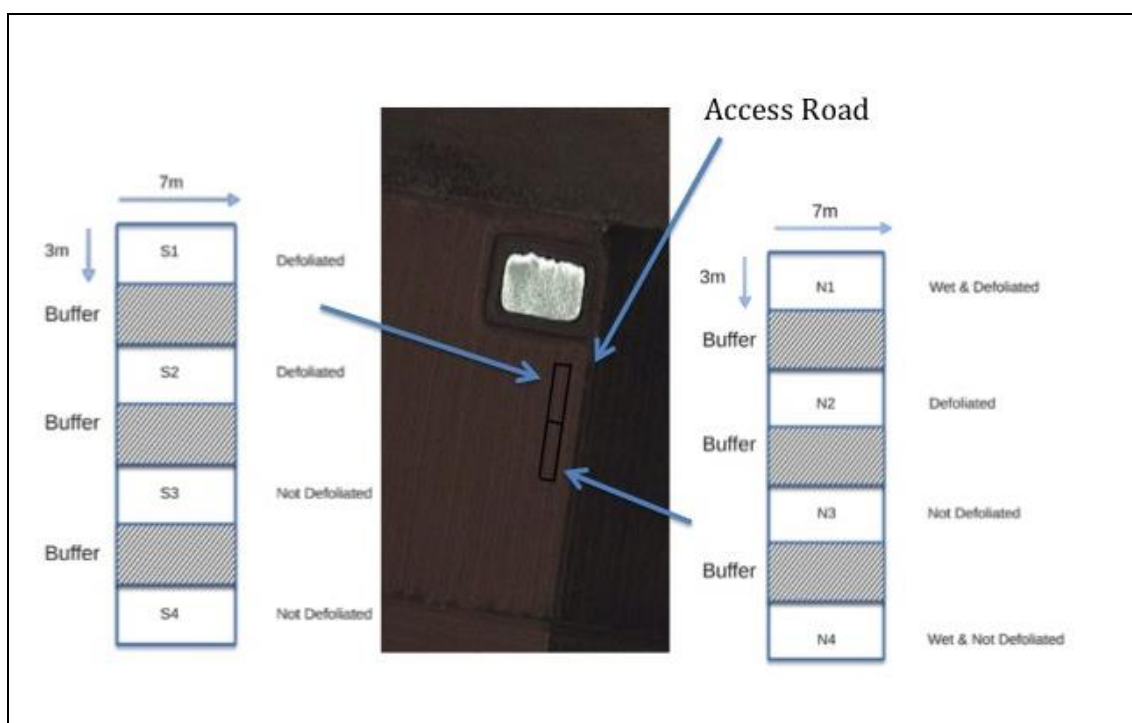 Access Road
7m
3m
S1
Defoliated
Buffer
S2
Defoliated
Buffer
S3
Not Defoliated
Buffer
S4
Not Defoliated
7m
3m
N1
Wet & Defoliated
Buffer
N2
Defoliated
Buffer
N3
Not Defoliated
Buffer
N4
Wet & Not Defoliated